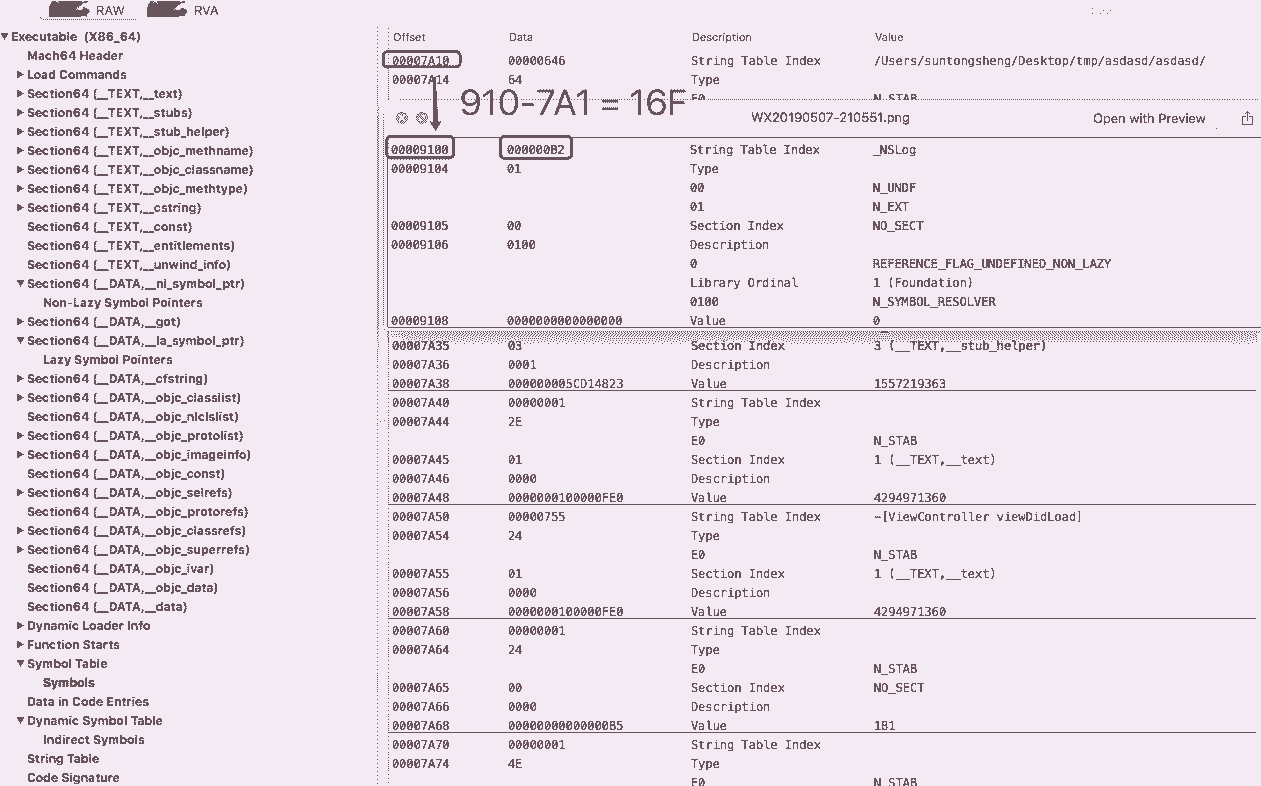 RAW RVA
▼ Executable (X86_64)
Mach64 Header
▶ Load Commands
▶ Section64 (__TEXT,__text)
▶ Section64 (__TEXT,__stubs)
▶ Section64 (__TEXT,__stub_helper)
▶ Section64 (__TEXT,__objc_methname)
▶ Section64 (__TEXT,__objc_classname)
▶ Section64 (__TEXT,__objc_methtype)
▶ Section64 (__TEXT,__cstring)
Section64 (__TEXT,__const)
Section64 (__TEXT,__entitlements)
Section64 (__TEXT,__unwind_info)
▼ Section64 (__DATA,__nl_symbol_ptr)
Non-Lazy Symbol Pointers
▶ Section64 (__DATA,__got)
▼ Section64 (__DATA,__la_symbol_ptr)
Lazy Symbol Pointers
▶ Section64 (__DATA,__cfstring)
▶ Section64 (__DATA,__objc_classlist)
Section64 (__DATA,__objc_nlclslist)
▶ Section64 (__DATA,__objc_protolist)
▶ Section64 (__DATA,__objc_imageinfo)
Section64 (__DATA,__objc_const)
▶ Section64 (__DATA,__objc_selrefs)
Section64 (__DATA,__objc_protorefs)
▶ Section64 (__DATA,__objc_classrefs)
▶ Section64 (__DATA,__objc_superrefs)
Section64 (__DATA,__objc_ivar)
Section64 (__DATA,__objc_data)
Section64 (__DATA,__data)
▶ Dynamic Loader Info
▶ Function Starts
▼ Symbol Table
Symbols
Data in Code Entries
▼ Dynamic Symbol Table
Indirect Symbols
String Table
Code Signature
Offset Data Description Value
00007A10 00000646 String Table Index /Users/suntongsheng/Desktop/tmp/asdasd/asdasd/
00007A14 64 Type
E0 N_STAB
910-7A1 = 16F
WX20190507-210551.png Open with Preview
00009100 000000B2 String Table Index _NSLog
00009104 01 Type
00 N_UNDF
01 N_EXT
00009105 00 Section Index NO_SECT
00009106 0100 Description
0 REFERENCE_FLAG_UNDEFINED_NON_LAZY
Library Ordinal 1 (Foundation)
0100 N_SYMBOL_RESOLVER
00009108 0000000000000000 Value 0
00007A35 03 Section Index 3 (__TEXT,__stub_helper)
00007A36 0001 Description
00007A38 000000005CD14823 Value 1557219363
00007A40 00000001 String Table Index
00007A44 2E Type
E0 N_STAB
00007A45 01 Section Index 1 (__TEXT,__text)
00007A46 0000 Description
00007A48 0000000100000FE0 Value 4294971360
00007A50 00000755 String Table Index -[ViewController viewDidLoad]
00007A54 24 Type
E0 N_STAB
00007A55 01 Section Index 1 (__TEXT,__text)
00007A56 0000 Description
00007A58 0000000100000FE0 Value 4294971360
00007A60 00000001 String Table Index
00007A64 24 Type
E0 N_STAB
00007A65 00 Section Index NO_SECT
00007A66 0000 Description
00007A68 00000000000000B5 Value 181
00007A70 00000001 String Table Index
00007A74 4E Type
E0 N_STAB